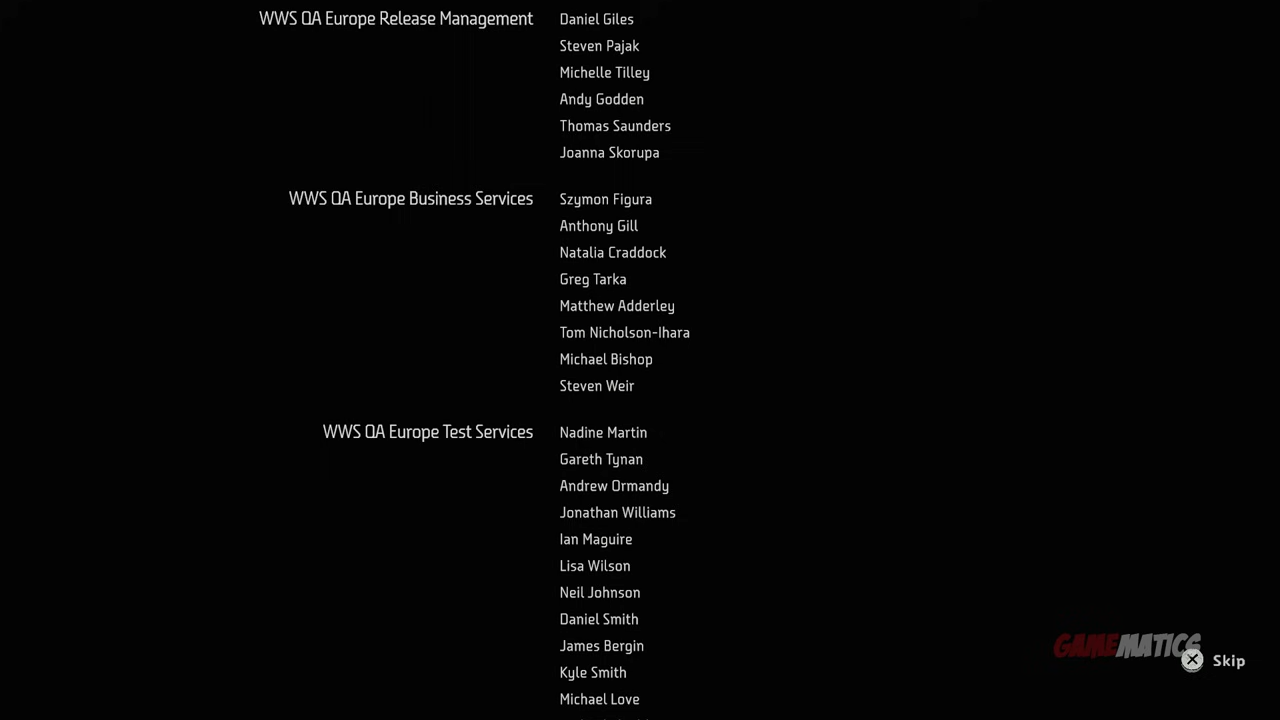 WWS QA Europe Release Management Daniel Giles
Steven Pajak
Michelle Tilley
Andy Godden
Thomas Saunders
Joanna Skorupa
WWS QA Europe Business Services Szymon Figura
Anthony Gill
Natalia Craddock
Greg Tarka
Matthew Adderley
Tom Nicholson-Ihara
Michael Bishop
Steven Weir
WWS QA Europe Test Services Nadine Martin
Gareth Tynan
Andrew Ormandy
Jonathan Williams
Ian Maguire
Lisa Wilson
Neil Johnson
Daniel Smith
James Bergin
Kyle Smith
Michael Love
GAMEMATICS
Skip